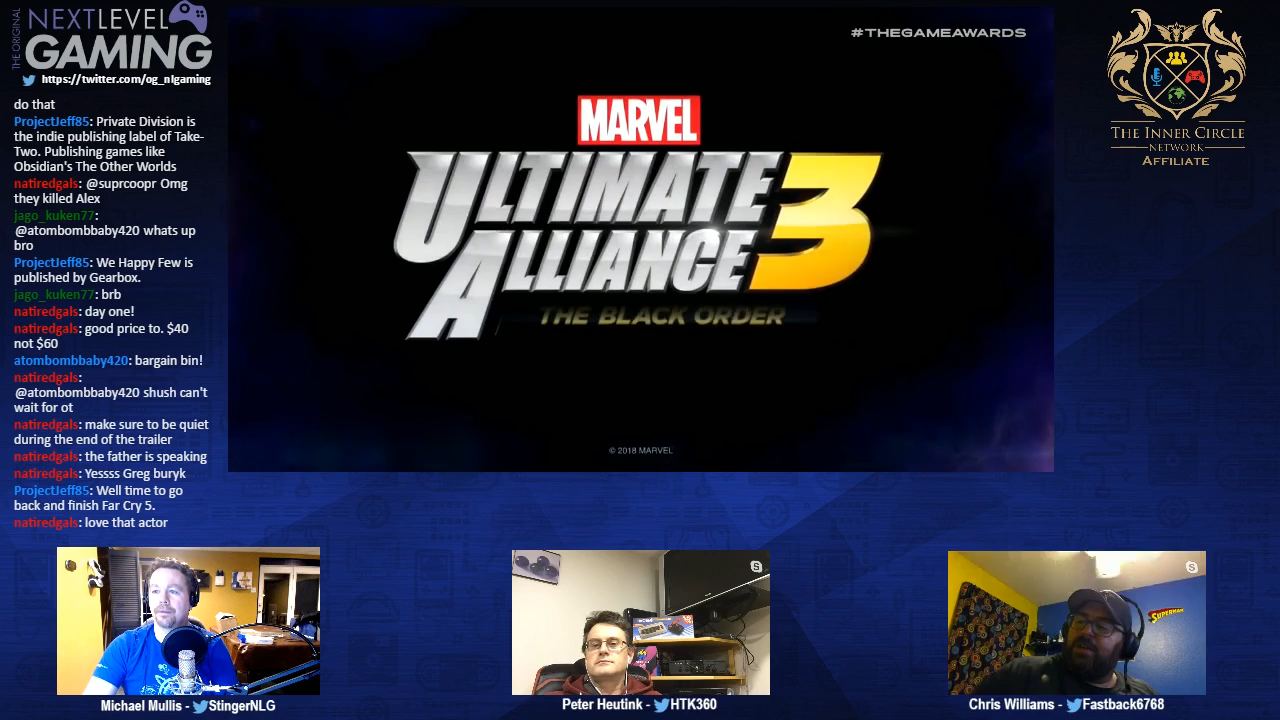 THE ORIGINAL
NEXTLEVEL
GAMING
https://twitter.com/og_nlgaming
do that
ProjectJeff85: Private Division is
the indie publishing label of Take-
Two. Publishing games like
Obsidian's The Other Worlds
natiredgals: @suprcoopr Omg
they killed Alex
jago_kuken77:
@atombombbaby420 whats up
bro
ProjectJeff85: We Happy Few is
published by Gearbox.
jago_kuken77: brb
natiredgals: day one!
natiredgals: good price to. $40
not $60
atombombbaby420: bargain bin!
natiredgals:
@atombombbaby420 shush can't
wait for ot
natiredgals: make sure to be quiet
during the end of the trailer
natiredgals: the father is speaking
natiredgals: Yessss Greg buryk
ProjectJeff85: Well time to go
back and finish Far Cry 5.
natiredgals: love that actor
#THEGAMEAWARDS
MARVEL
ULTIMATE
ALLIANCE 3
THE BLACK ORDER
© 2018 MARVEL
THE INNER CIRCLE
NETWORK
AFFILIATE
SUPERMAN
Michael Mullis - StingerNLG
Peter Heutink - HTK360
Chris Williams - Fastback6768